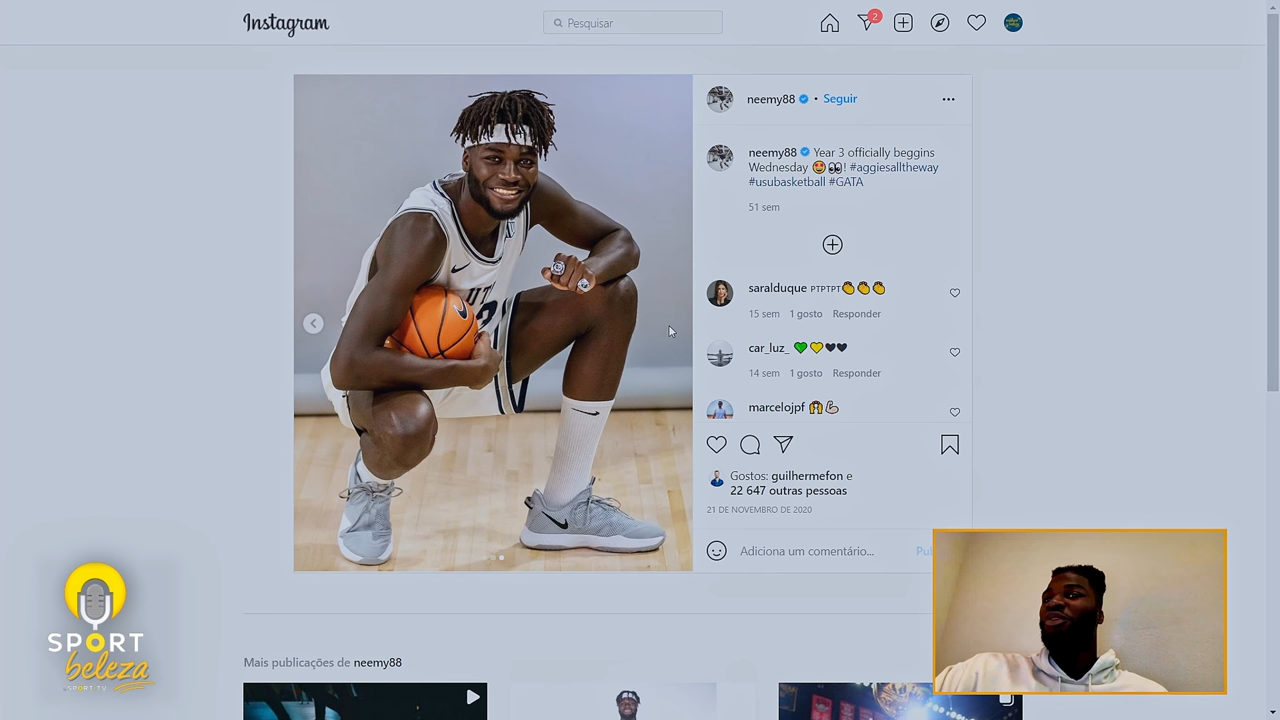 Instagram
Pesquisar
2
neemy88 • Seguir
neemy88 Year 3 officially beggins
Wednesday 🤩👀! #aggiesalltheway
#usubasketball #GATA
51 sem
saralduque PTPTPT👏👏👏
15 sem 1 gosto Responder
car_luz_ 💚💛🖤🖤
14 sem 1 gosto Responder
marcelojpf 🙌💪
Gostos: guilhermefon e
22 647 outras pessoas
21 DE NOVEMBRO DE 2020
Adiciona um comentário...
SPORT
beleza
SPORT TV
Mais publicações de neemy88